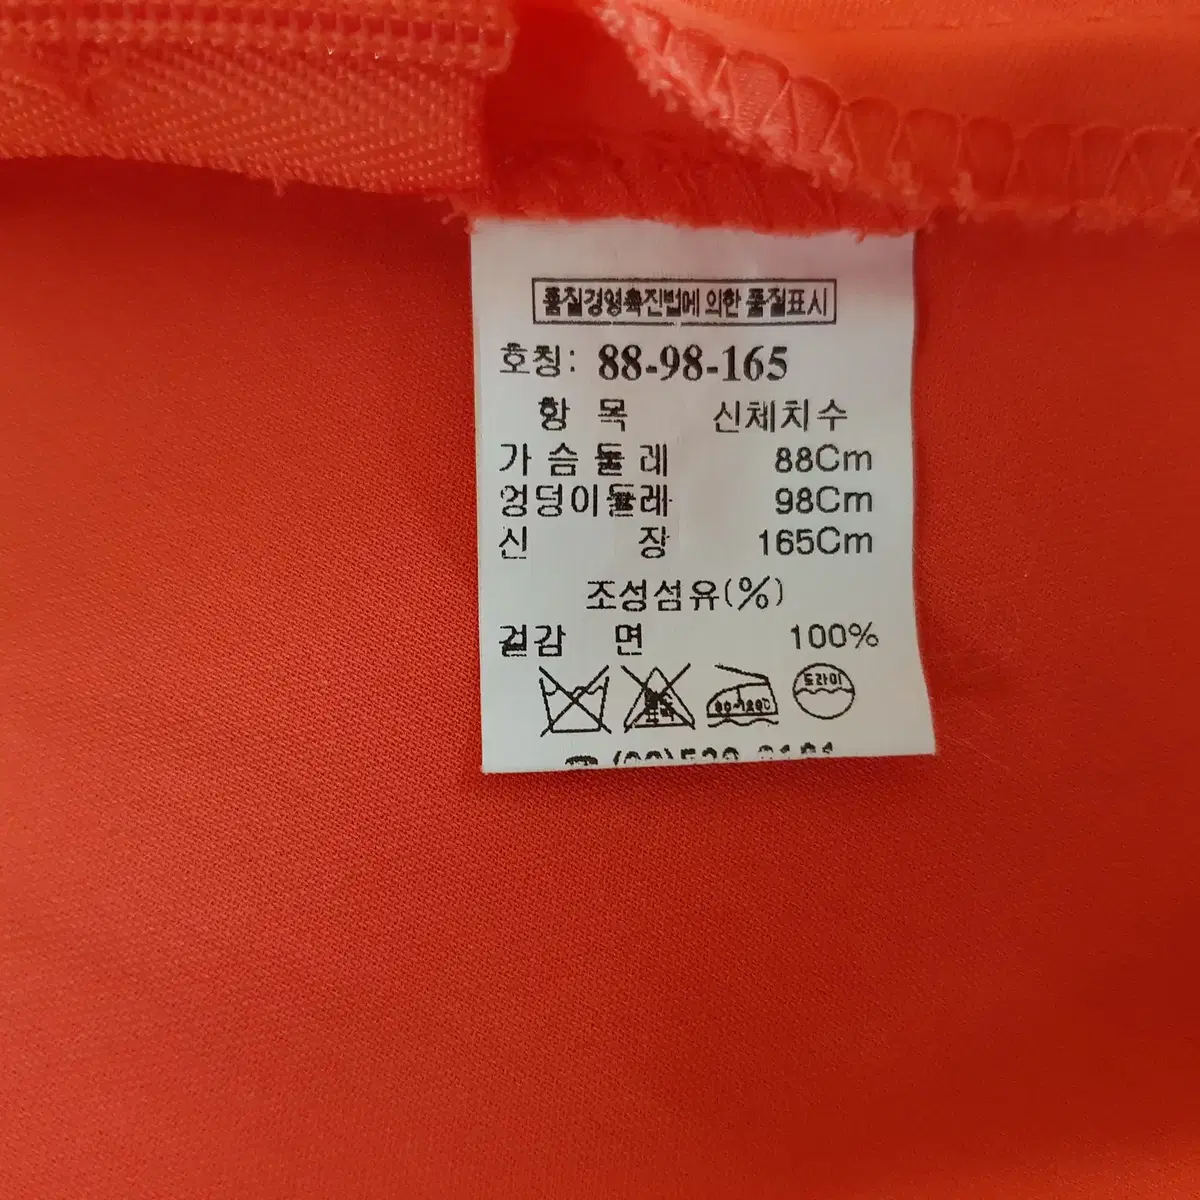 품질경영촉진법에 의한 품질표시
호칭: 88-98-165
항 목 신체치수
가슴둘레 88Cm
엉덩이둘레 98Cm
신 장 165Cm
조성섬유(%)
겉감 면 100%
80~120℃ 드라이